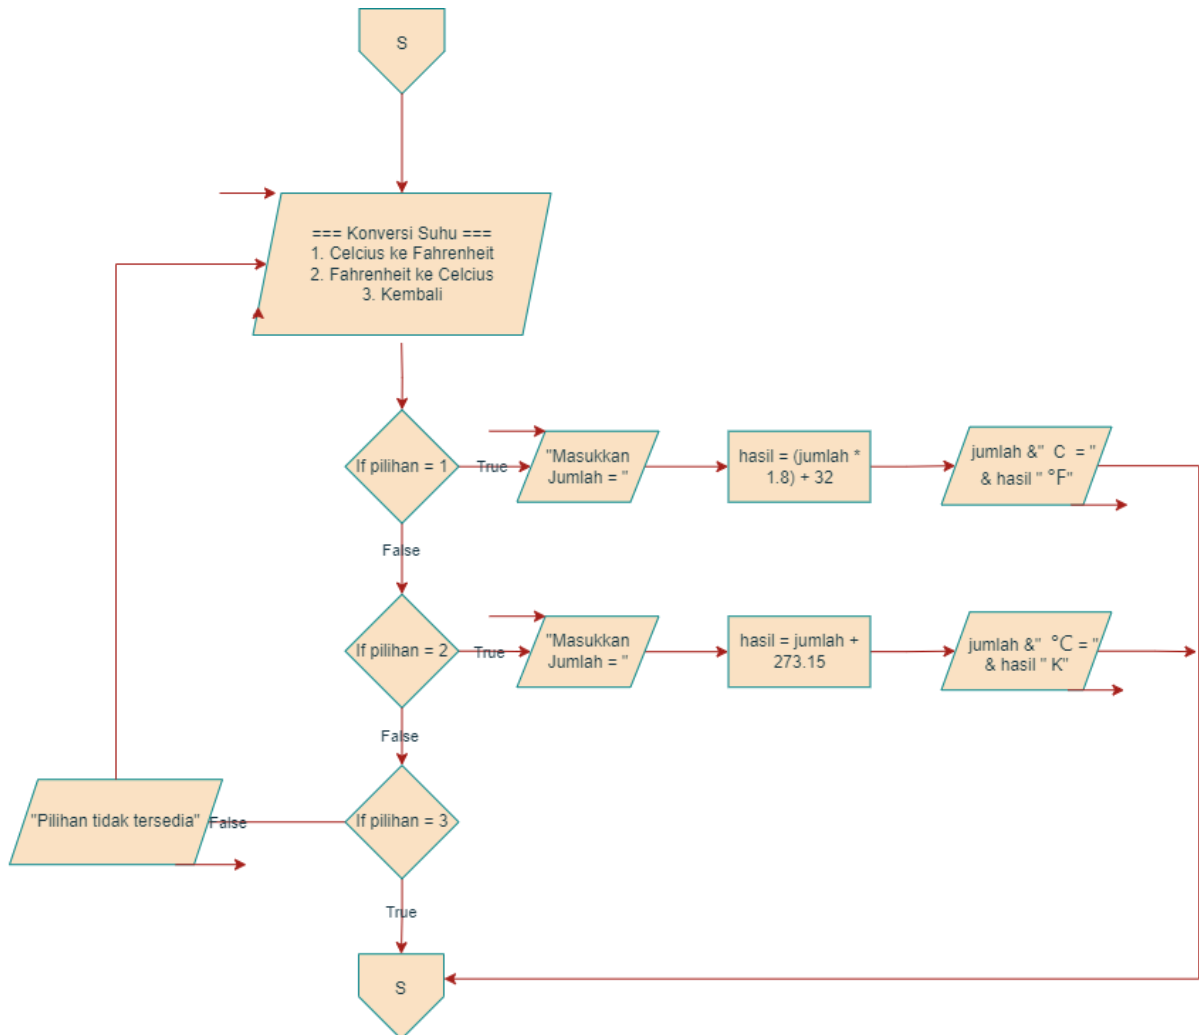 S
=== Konversi Suhu ===
1. Celcius ke Fahrenheit
2. Fahrenheit ke Celcius
3. Kembali
If pilihan = 1
True
"Masukkan
Jumlah = "
hasil = (jumlah *
1.8) + 32
jumlah &"  C  = "
& hasil " °F"
False
If pilihan = 2
True
"Masukkan
Jumlah = "
hasil = jumlah +
273.15
jumlah &"  °C = "
& hasil " K"
False
If pilihan = 3
False
"Pilihan tidak tersedia"
True
S